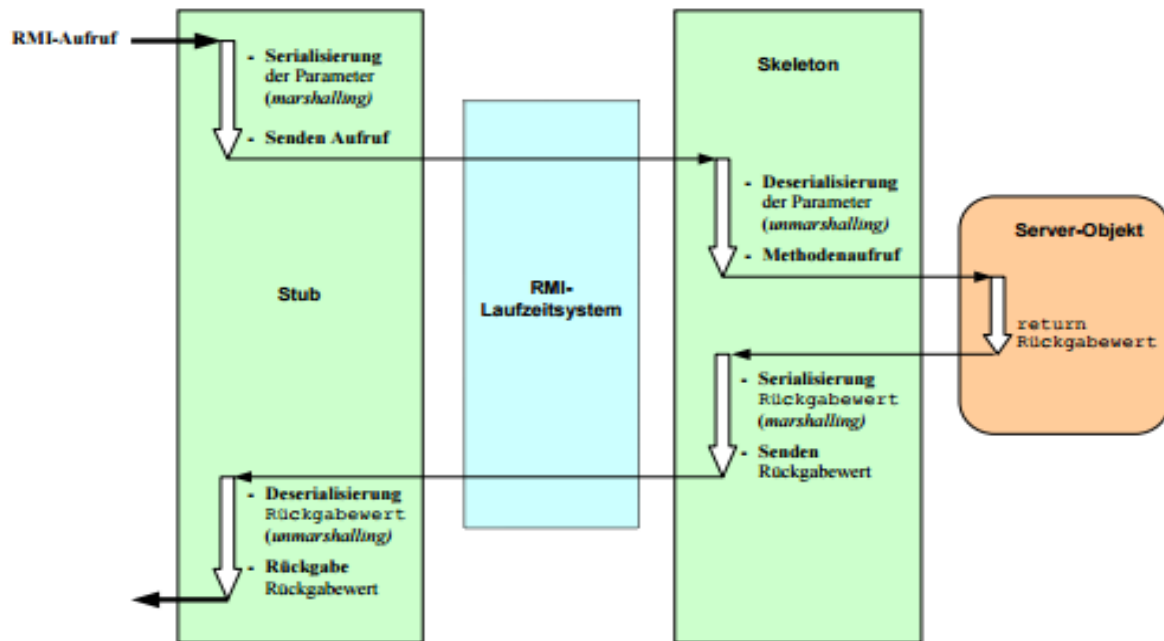 RMI-Aufruf
- Serialisierung
der Parameter
(marshalling)
- Senden Aufruf
Stub
- Deserialisierung
Rückgabewert
(unmarshalling)
- Rückgabe
Rückgabewert
RMI-
Laufzeitsystem
Skeleton
- Deserialisierung
der Parameter
(unmarshalling)
- Methodenaufruf
- Serialisierung
Rückgabewert
(marshalling)
- Senden
Rückgabewert
Server-Objekt
return
Rückgabewert